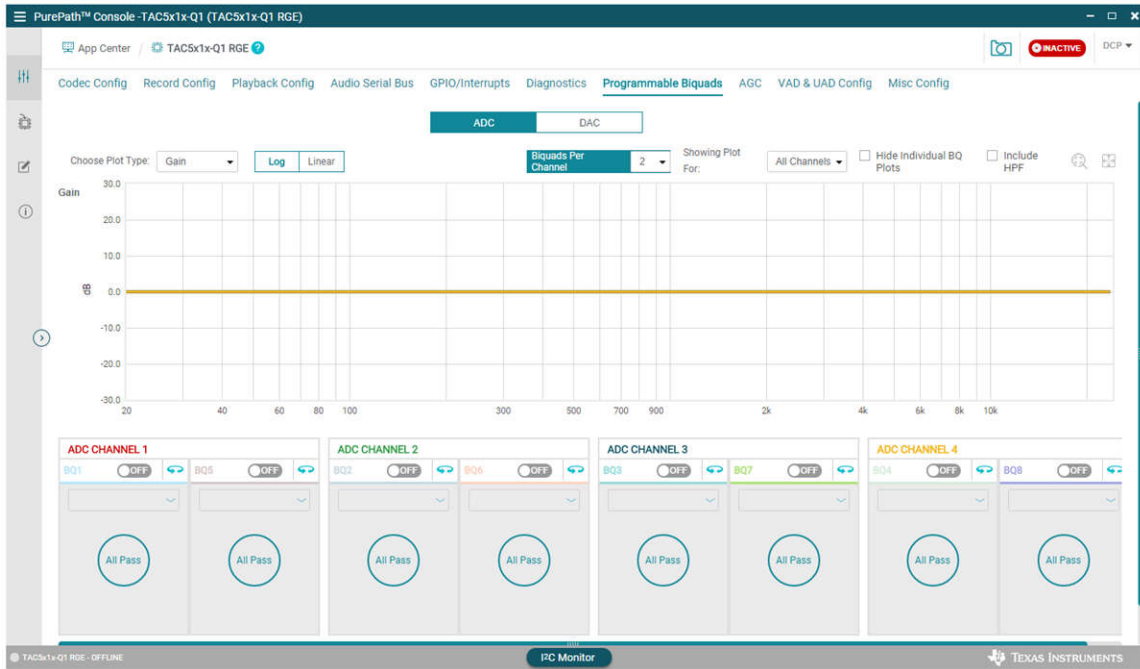 PurePath™ Console -TAC5x1x-Q1 (TAC5x1x-Q1 RGE)
App Center / TAC5x1x-Q1 RGE ?
INACTIVE
DCP
Codec Config Record Config Playback Config Audio Serial Bus GPIO/Interrupts Diagnostics Programmable Biquads AGC VAD & UAD Config Misc Config
ADC DAC
Choose Plot Type: Gain Log Linear
Biquads Per Channel 2
Showing Plot For: All Channels
Hide Individual BQ Plots
Include HPF
Gain
30.0
20.0
10.0
dB
0.0
-10.0
-20.0
-30.0
20 40 60 80 100 300 500 700 900 2k 4k 6k 8k 10k
ADC CHANNEL 1 ADC CHANNEL 2 ADC CHANNEL 3 ADC CHANNEL 4
BQ1 OFF BQ5 OFF BQ2 OFF BQ6 OFF BQ3 OFF BQ7 OFF BQ4 OFF BQ8 OFF
All Pass All Pass All Pass All Pass All Pass All Pass All Pass All Pass
TAC5x1x-Q1 RGE - OFFLINE
I²C Monitor
TEXAS INSTRUMENTS